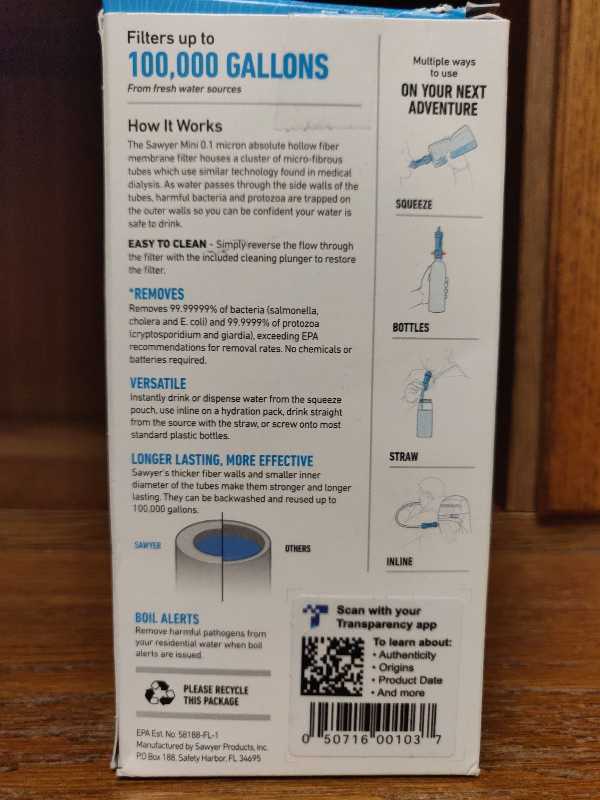 Filters up to
100,000 GALLONS
From fresh water sources
How It Works
The Sawyer Mini 0.1 micron absolute hollow fiber
membrane filter houses a cluster of micro-fibrous
tubes which use similar technology found in medical
dialysis. As water passes through the side walls of the
tubes, harmful bacteria and protozoa are trapped on
the outer walls so you can be confident your water is
safe to drink.
EASY TO CLEAN - Simply reverse the flow through
the filter with the included cleaning plunger to restore
the filter.
*REMOVES
Removes 99.99999% of bacteria (salmonella,
cholera and E. coli) and 99.9999% of protozoa
(cryptosporidium and giardia), exceeding EPA
recommendations for removal rates. No chemicals or
batteries required.
VERSATILE
Instantly drink or dispense water from the squeeze
pouch, use inline on a hydration pack, drink straight
from the source with the straw, or screw onto most
standard plastic bottles.
LONGER LASTING, MORE EFFECTIVE
Sawyer's thicker fiber walls and smaller inner
diameter of the tubes make them stronger and longer
lasting. They can be backwashed and reused up to
100,000 gallons.
SAWYER
OTHERS
BOIL ALERTS
Remove harmful pathogens from
your residential water when boil
alerts are issued.
PLEASE RECYCLE
THIS PACKAGE
EPA Est. No. 58188-FL-1
Manufactured by Sawyer Products, Inc.
P.O Box 188, Safety Harbor, FL 34695
Multiple ways
to use
ON YOUR NEXT
ADVENTURE
SQUEEZE
BOTTLES
STRAW
INLINE
Scan with your
Transparency app
To learn about:
• Authenticity
• Origins
• Product Date
• And more
0 50716 00103 7